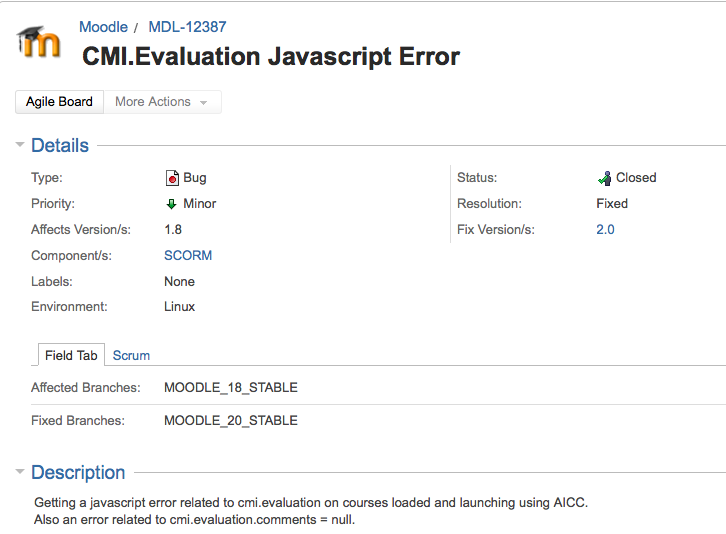 Moodle / MDL-12387
CMI.Evaluation Javascript Error
Agile Board More Actions
Details
Type: Bug Status: Closed
Priority: Minor Resolution: Fixed
Affects Version/s: 1.8 Fix Version/s: 2.0
Component/s: SCORM
Labels: None
Environment: Linux
Field Tab Scrum
Affected Branches: MOODLE_18_STABLE
Fixed Branches: MOODLE_20_STABLE
Description
Getting a javascript error related to cmi.evaluation on courses loaded and launching using AICC.
Also an error related to cmi.evaluation.comments = null.